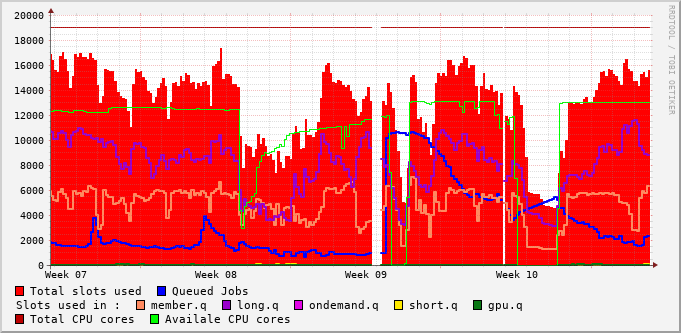 20000
18000
16000
14000
12000
10000
8000
6000
4000
2000
0
Week 07 Week 08 Week 09 Week 10
RRDTOOL / TOBI OETIKER
Total slots used Queued Jobs
Slots used in : member.q long.q ondemand.q short.q gpu.q
Total CPU cores Availale CPU cores